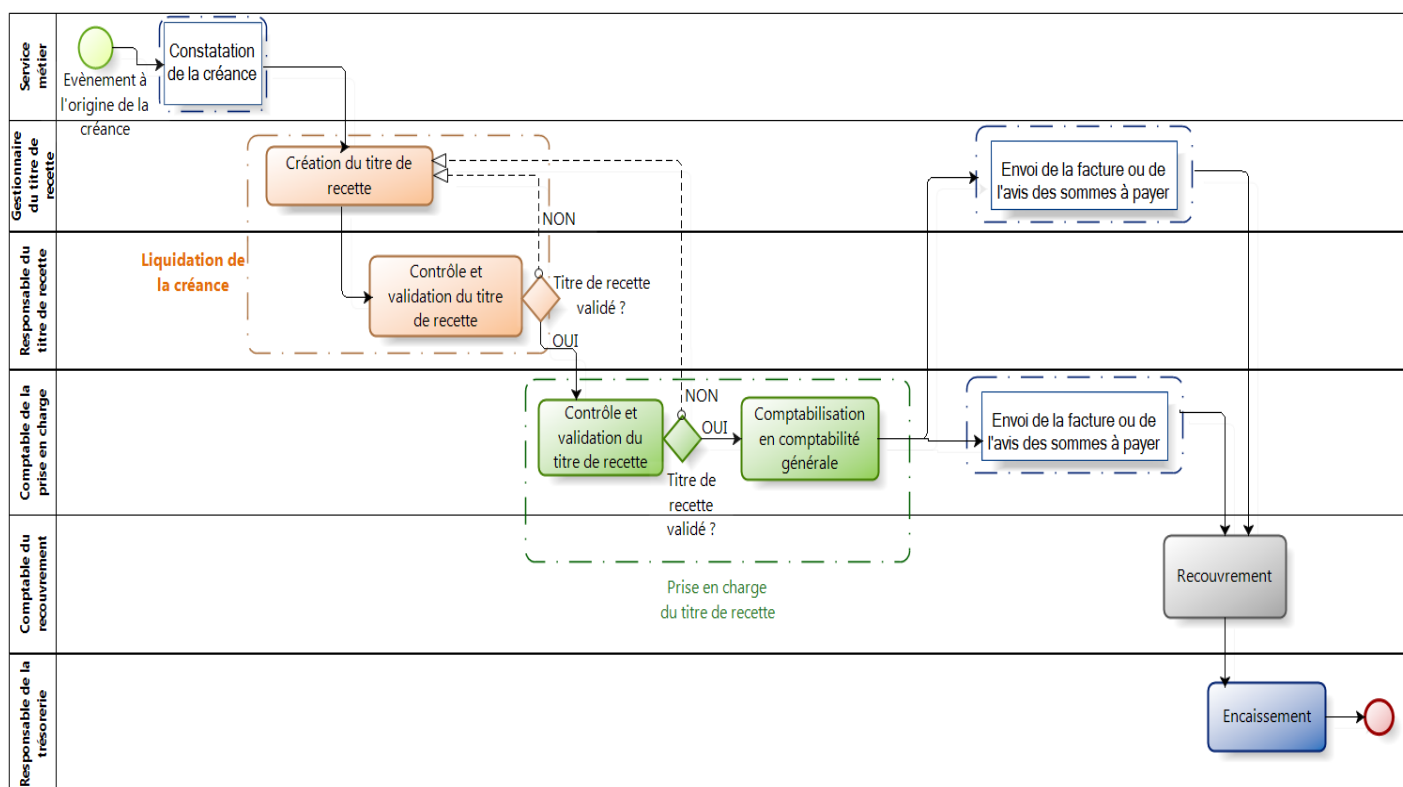 Service
métier
Evènement à
l'origine de la
créance
Constatation
de la créance
Gestionnaire
du titre de
recette
Création du titre de
recette
NON
Envoi de la facture ou de
l'avis des sommes à payer
Responsable du
titre de recette
Liquidation de
la créance
Contrôle et
validation du titre
de recette
Titre de recette
validé ?
OUI
Comptable de la
prise en charge
Contrôle et
validation du
titre de recette
NON
OUI
Titre de
recette
validé ?
Comptabilisation
en comptabilité
générale
Envoi de la facture ou de
l'avis des sommes à payer
Comptable du
recouvrement
Prise en charge
du titre de recette
Recouvrement
Responsable de la
trésorerie
Encaissement